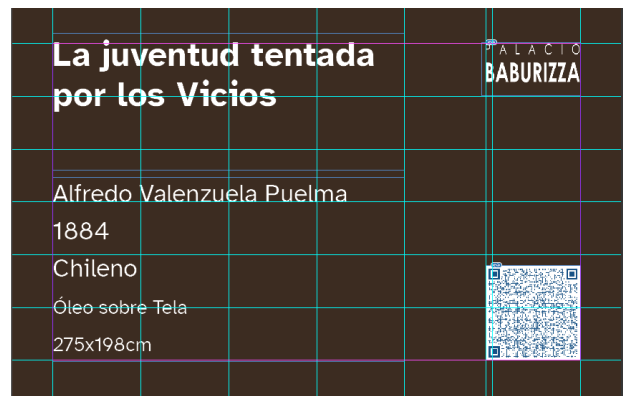 La juventud tentada
por los Vicios
PALACIO
BABURIZZA
Alfredo Valenzuela Puelma
1884
Chileno
Óleo sobre Tela
275x198cm